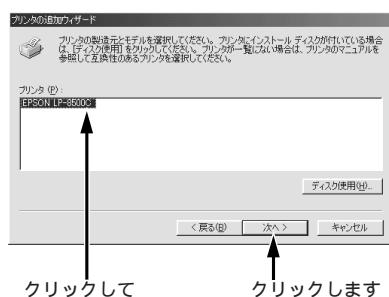 プリンタの追加ウィザード
プリンタの製造元とモデルを選択してください。プリンタにインストール ディスクが付いている場合
は、[ディスク使用] をクリックしてください。プリンタが一覧にない場合は、プリンタのマニュアルを
参照して互換性のあるプリンタを選択してください。
プリンタ (P):
EPSON LP-8500C
ディスク使用(H)...
< 戻る(B)
次へ >
キャンセル
クリックして
クリックします